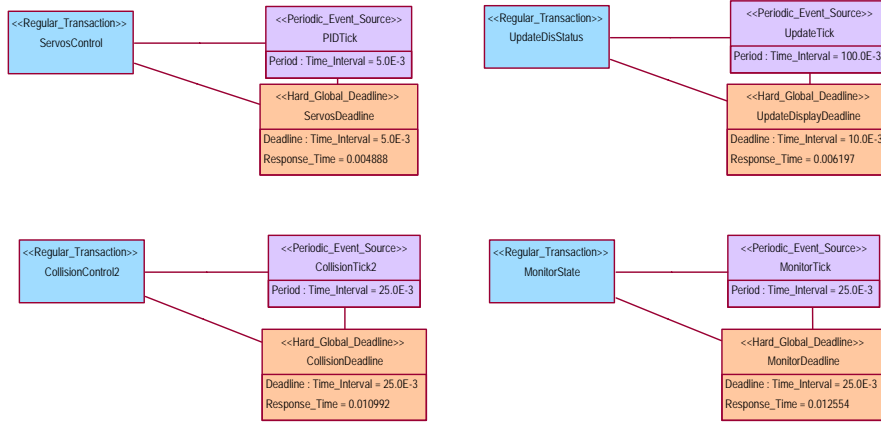 <<Regular_Transaction>>
ServosControl
<<Periodic_Event_Source>>
PIDTick
Period : Time_Interval = 5.0E-3
<<Hard_Global_Deadline>>
ServosDeadline
Deadline : Time_Interval = 5.0E-3
Response_Time = 0.004888
<<Regular_Transaction>>
UpdateDisStatus
<<Periodic_Event_Source>>
UpdateTick
Period : Time_Interval = 100.0E-3
<<Hard_Global_Deadline>>
UpdateDisplayDeadline
Deadline : Time_Interval = 10.0E-3
Response_Time = 0.006197
<<Regular_Transaction>>
CollisionControl2
<<Periodic_Event_Source>>
CollisionTick2
Period : Time_Interval = 25.0E-3
<<Hard_Global_Deadline>>
CollisionDeadline
Deadline : Time_Interval = 25.0E-3
Response_Time = 0.010992
<<Regular_Transaction>>
MonitorState
<<Periodic_Event_Source>>
MonitorTick
Period : Time_Interval = 25.0E-3
<<Hard_Global_Deadline>>
MonitorDeadline
Deadline : Time_Interval = 25.0E-3
Response_Time = 0.012554